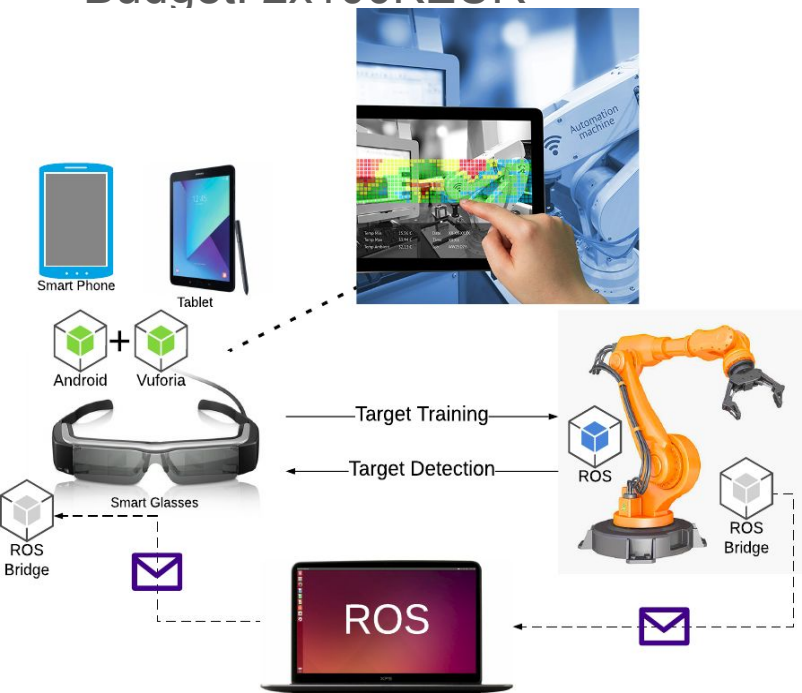 Automation
machine
Smart Phone
Tablet
Android
+
Vuforia
Target Training
Target Detection
ROS
Smart Glasses
ROS
Bridge
ROS
Bridge
ROS